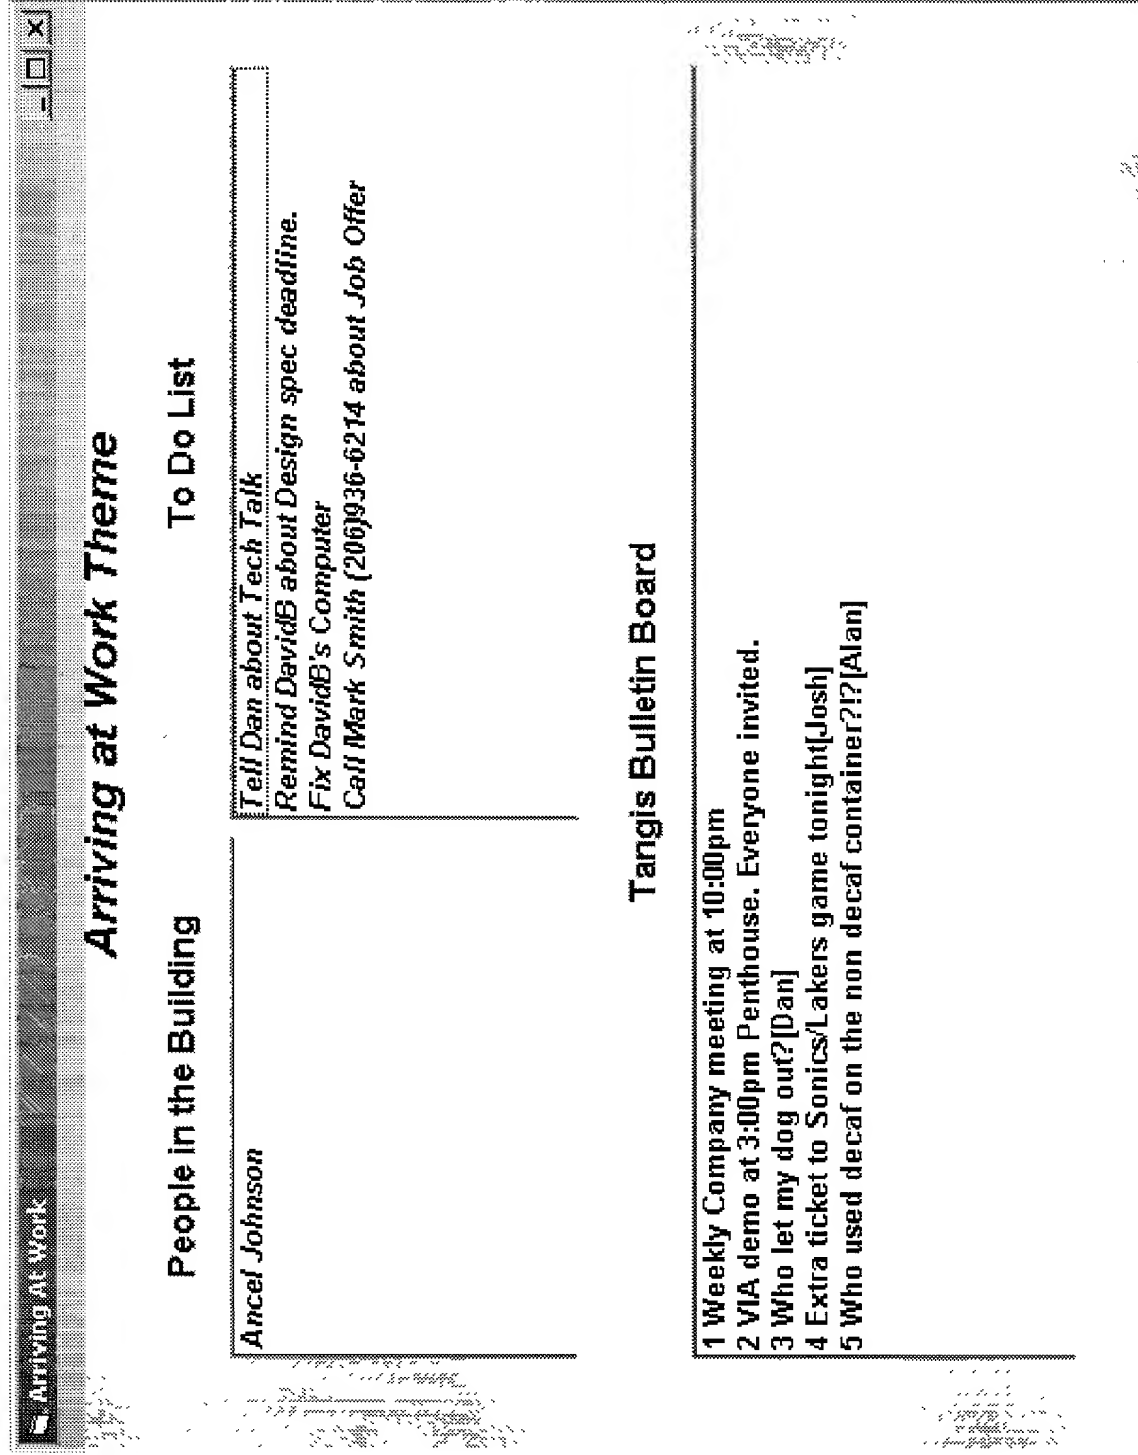 Arriving At Work
Arriving at Work Theme
People in the Building
To Do List
Ancel Johnson
Tell Dan about Tech Talk
Remind DavidB about Design spec deadline.
Fix DavidB's Computer
Call Mark Smith (206)936-6214 about Job Offer
Tangis Bulletin Board
1 Weekly Company meeting at 10:00pm
2 VIA demo at 3:00pm Penthouse. Everyone invited.
3 Who let my dog out?[Dan]
4 Extra ticket to Sonics/Lakers game tonight[Josh]
5 Who used decaf on the non decaf container?!?[Alan]